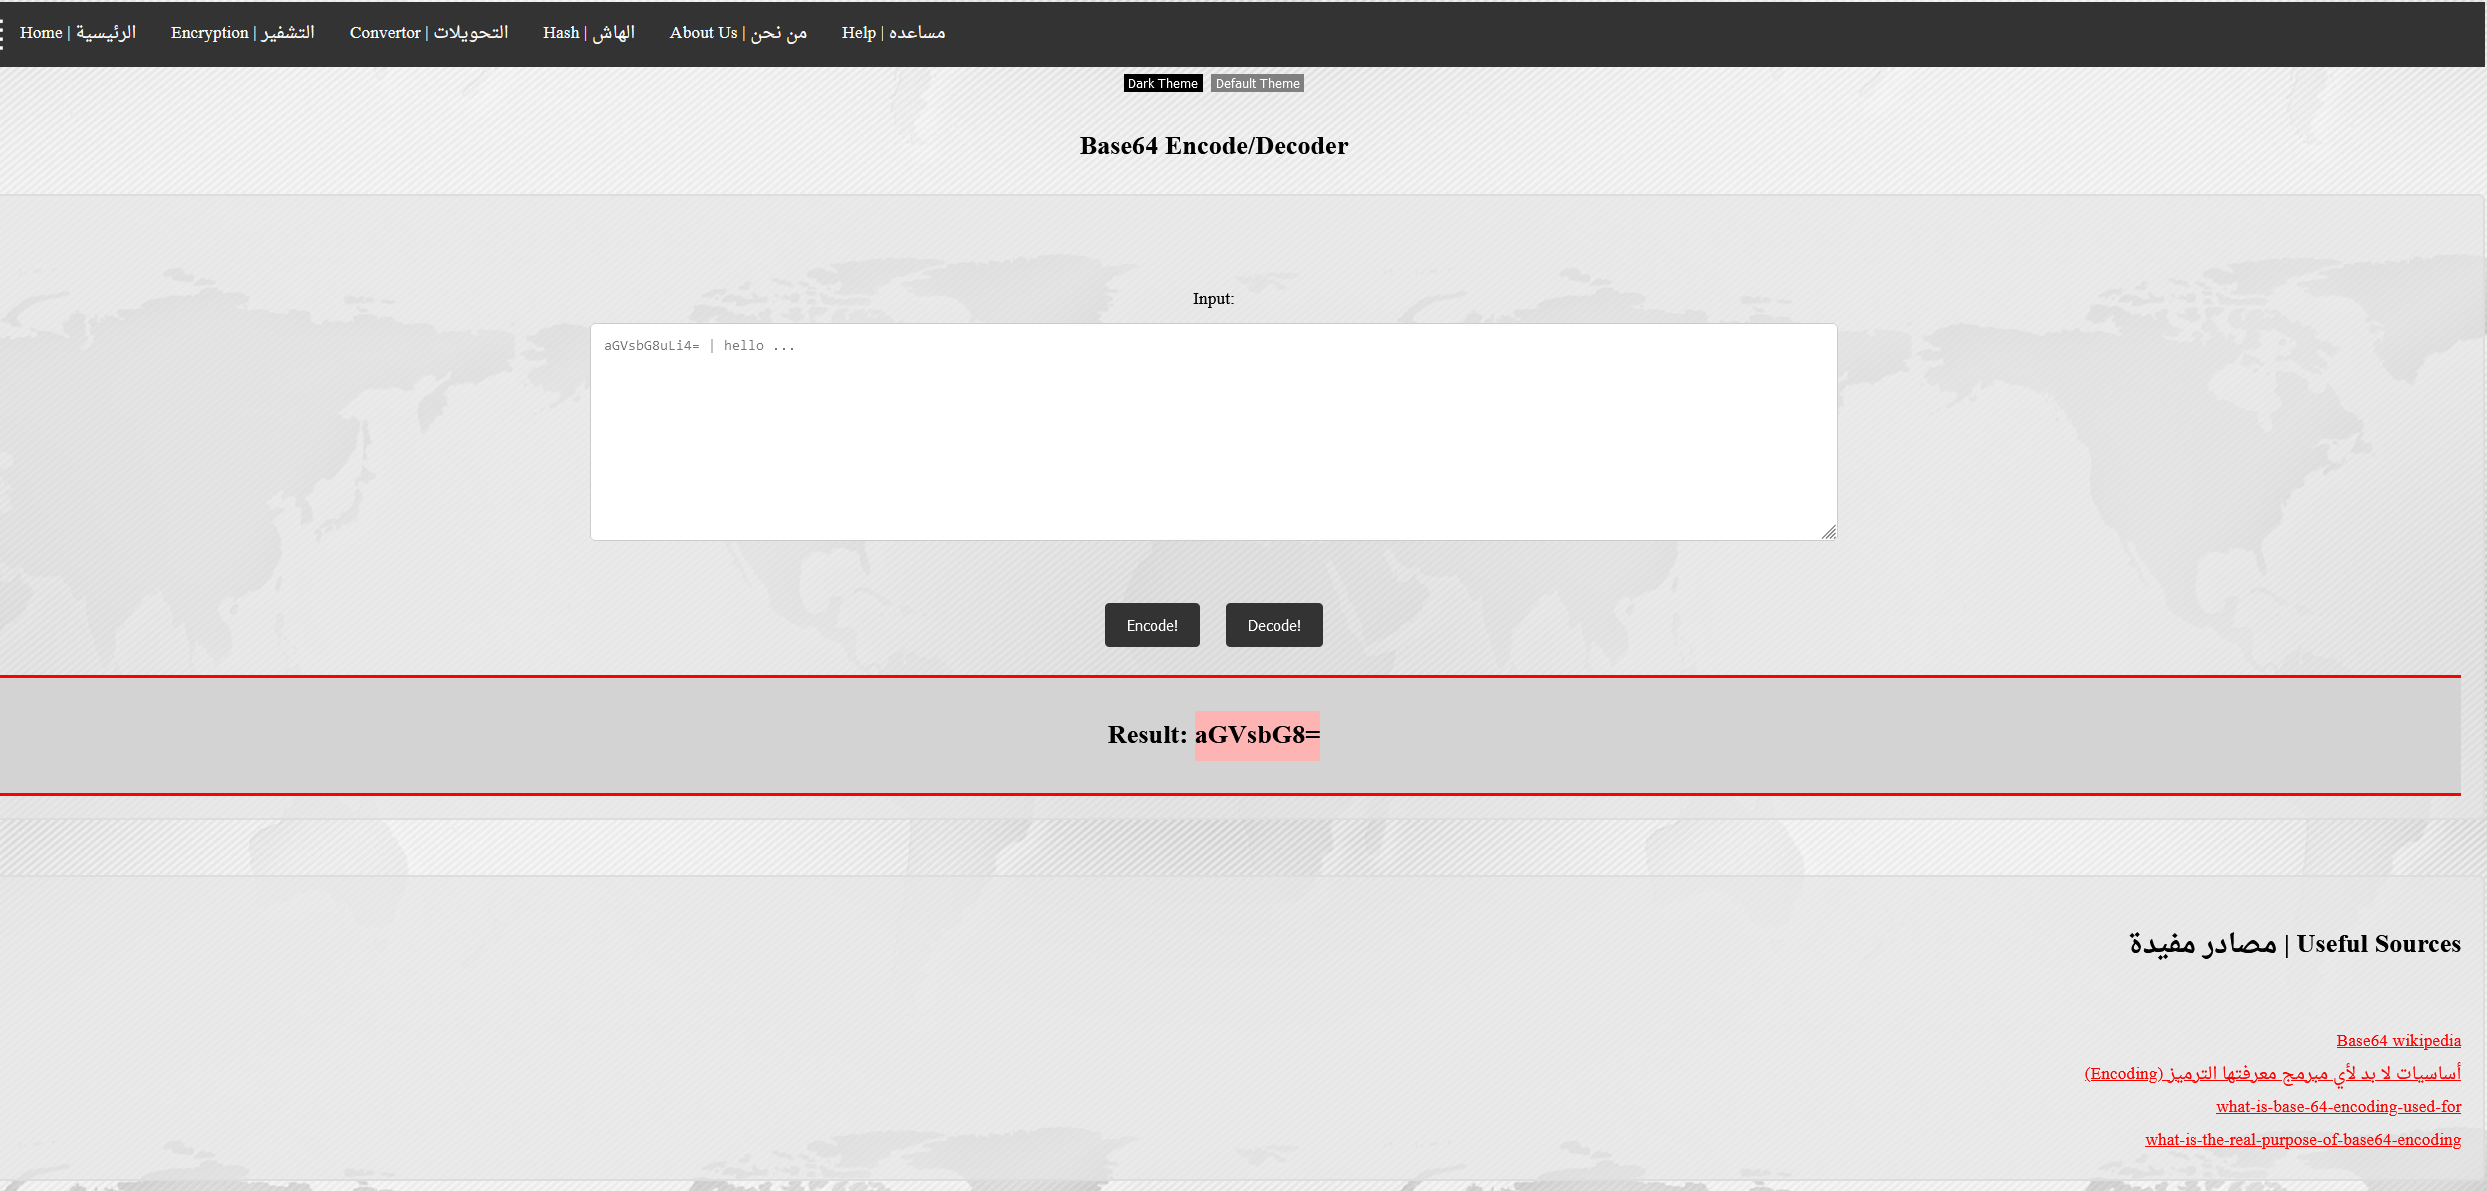 Home | الرئيسية Encryption | التشفير Convertor | التحويلات Hash | الهاش About Us | من نحن Help | مساعده
Dark Theme Default Theme
Base64 Encode/Decoder
Input:
aGVsbG8uLi4= | hello ...
Encode! Decode!
Result: aGVsbG8=
مصادر مفيدة | Useful Sources
Base64 wikipedia
أساسيات لا بد لأي مبرمج معرفتها الترميز (Encoding)
what-is-base-64-encoding-used-for
what-is-the-real-purpose-of-base64-encoding